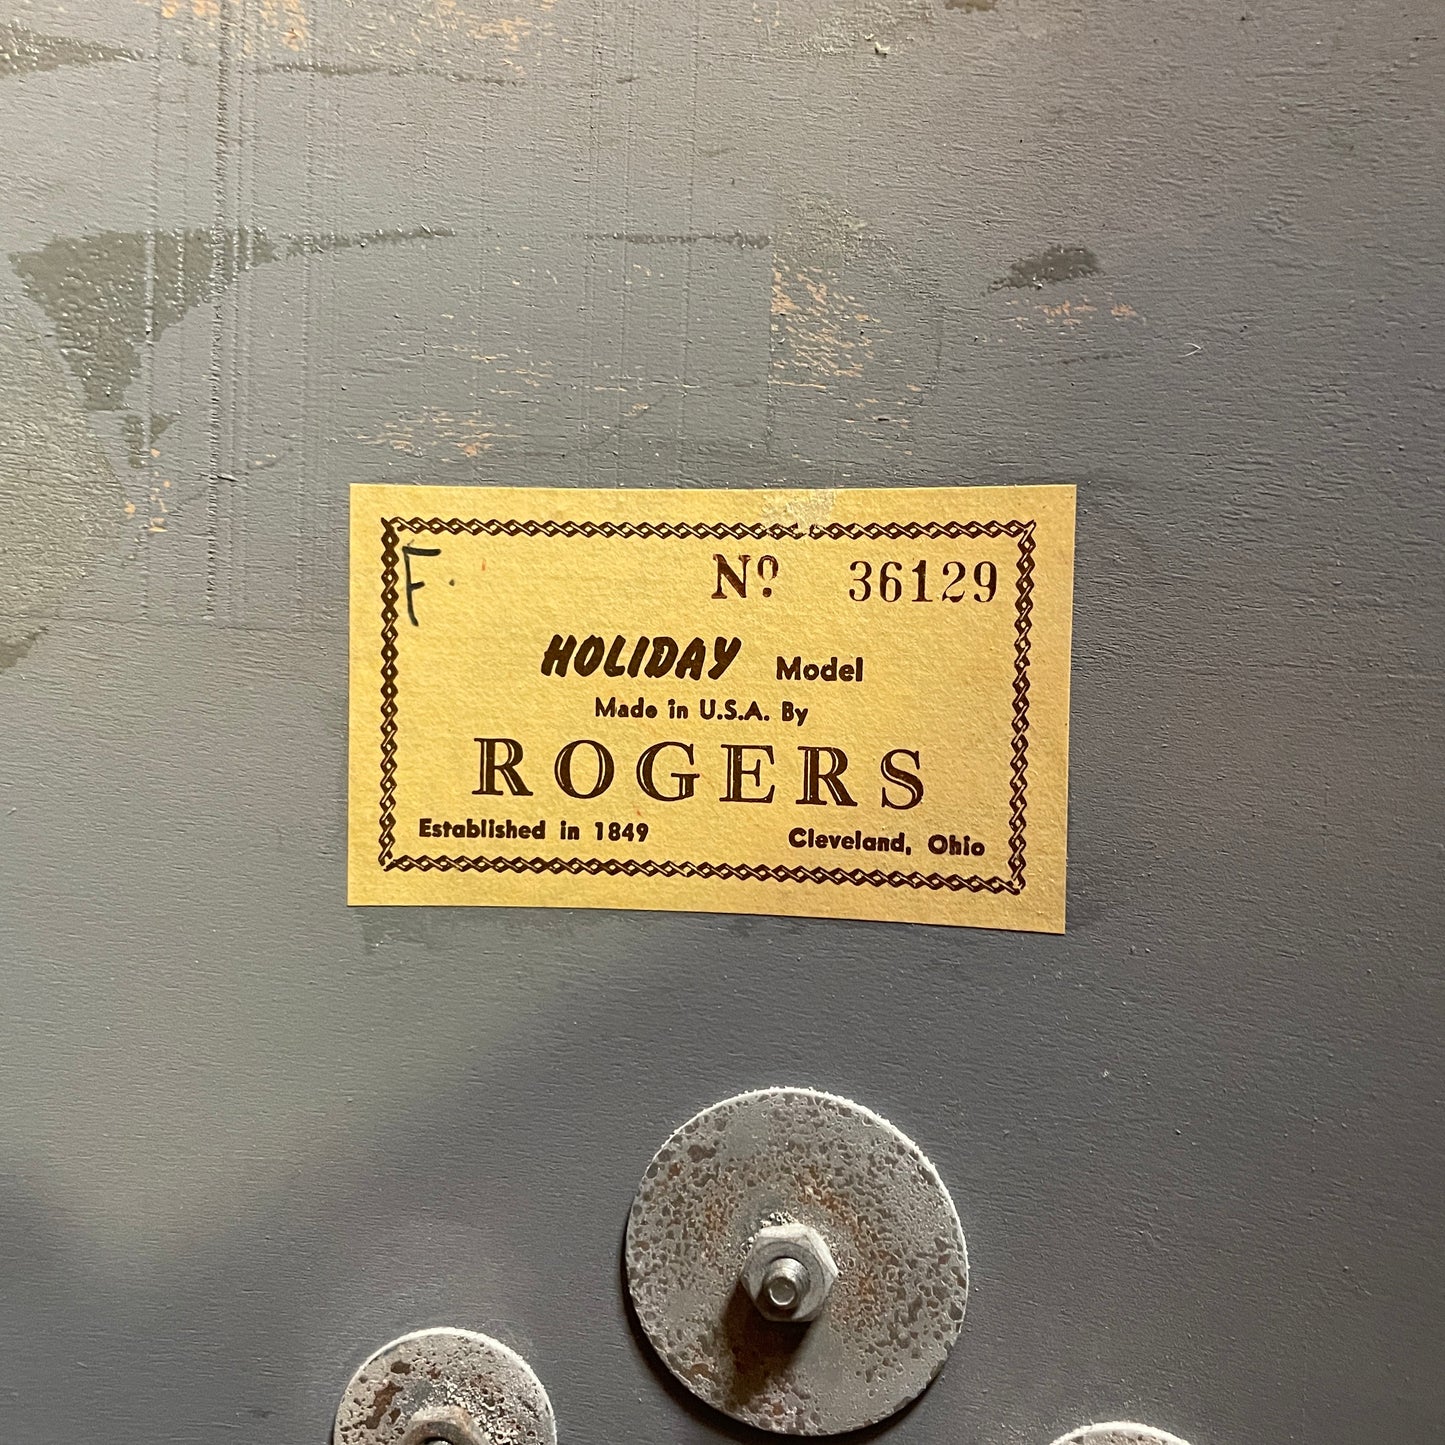 F.
Nº 36129
HOLIDAY Model
Made in U.S.A. By
ROGERS
Established in 1849 Cleveland, Ohio